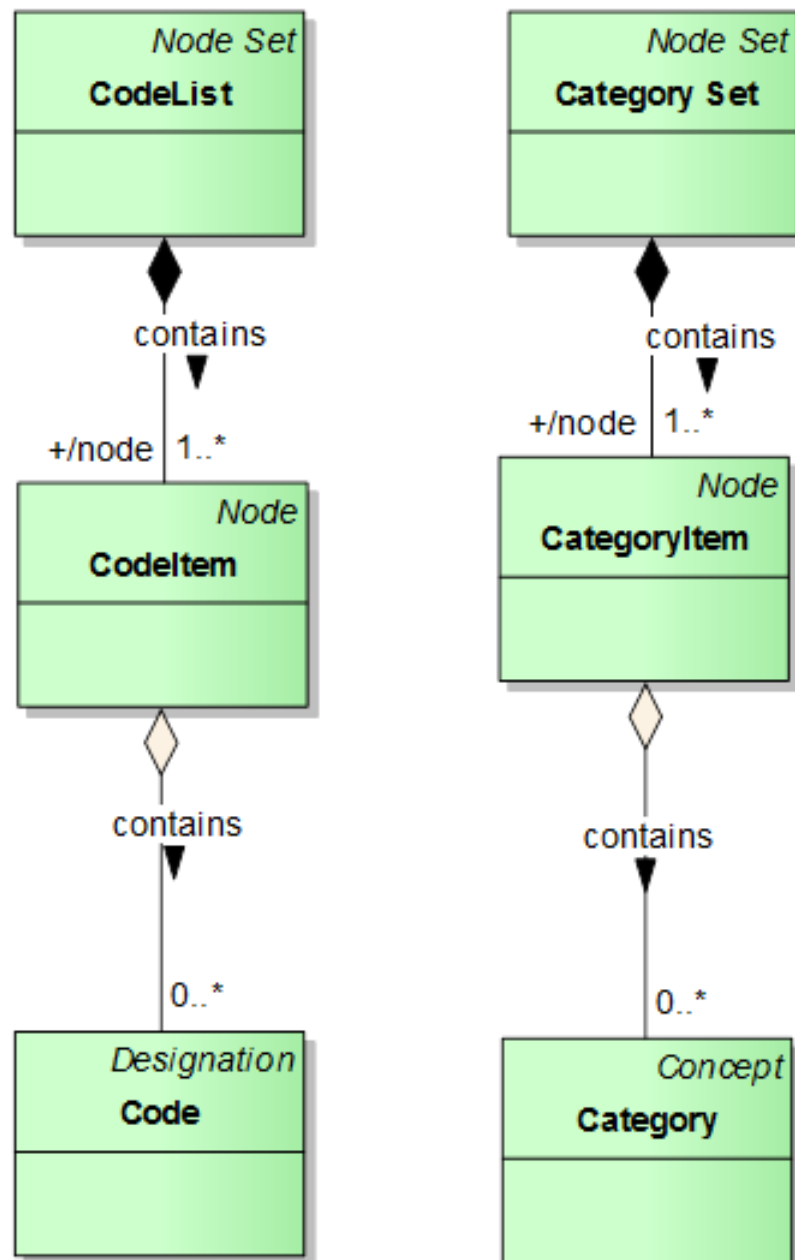 Node Set
CodeList
contains
+/node 1..*
Node
CodeItem
contains
0..*
Designation
Code
Node Set
Category Set
contains
+/node 1..*
Node
CategoryItem
contains
0..*
Concept
Category